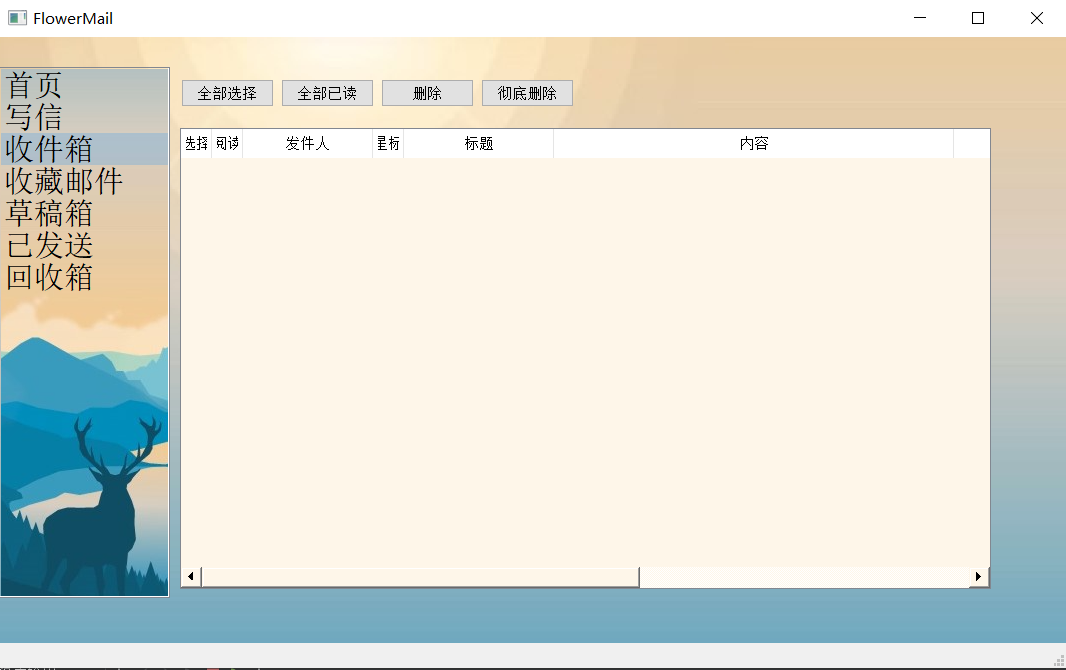 FlowerMail
首页
写信
收件箱
收藏邮件
草稿箱
已发送
回收箱
全部选择 全部已读 删除 彻底删除
选择 阅读 发件人 星标 标题 内容